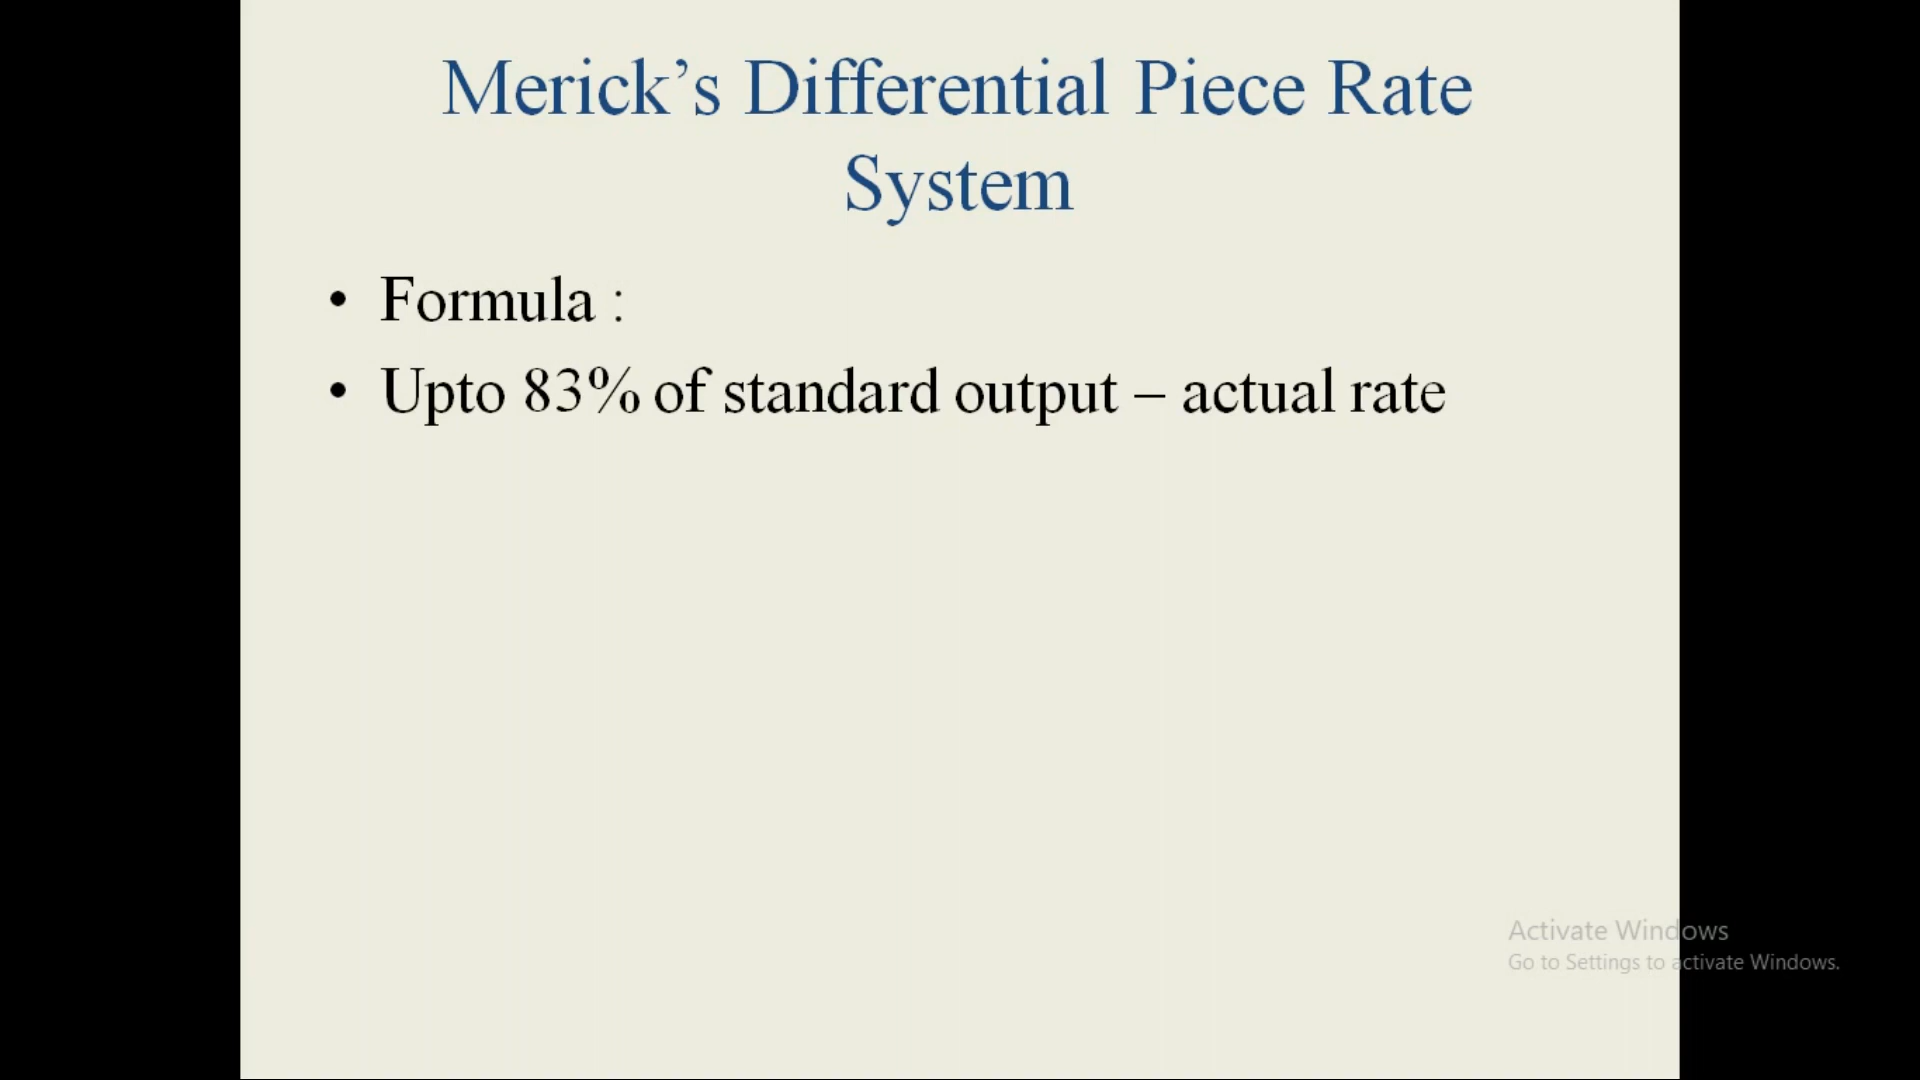 Merick’s Differential Piece Rate
System
• Formula :
• Upto 83% of standard output – actual rate
Activate Windows
Go to Settings to activate Windows.